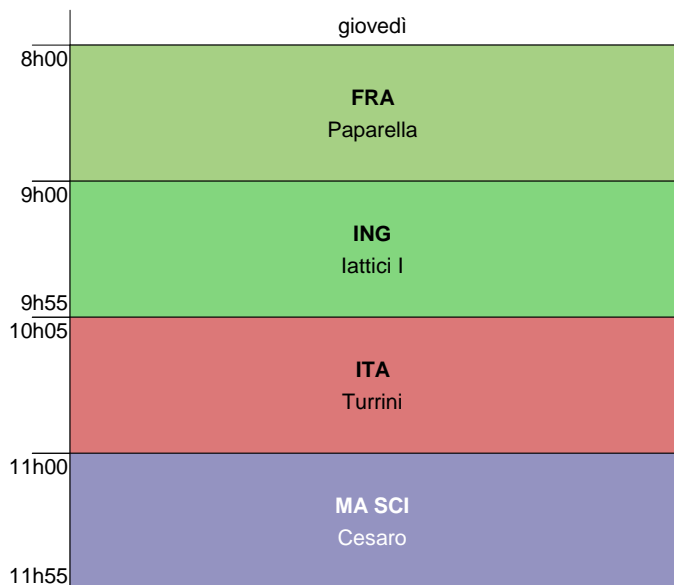 giovedì
8h00
FRA
Paparella
9h00
ING
Iattici I
9h55
10h05
ITA
Turrini
11h00
MA SCI
Cesaro
11h55